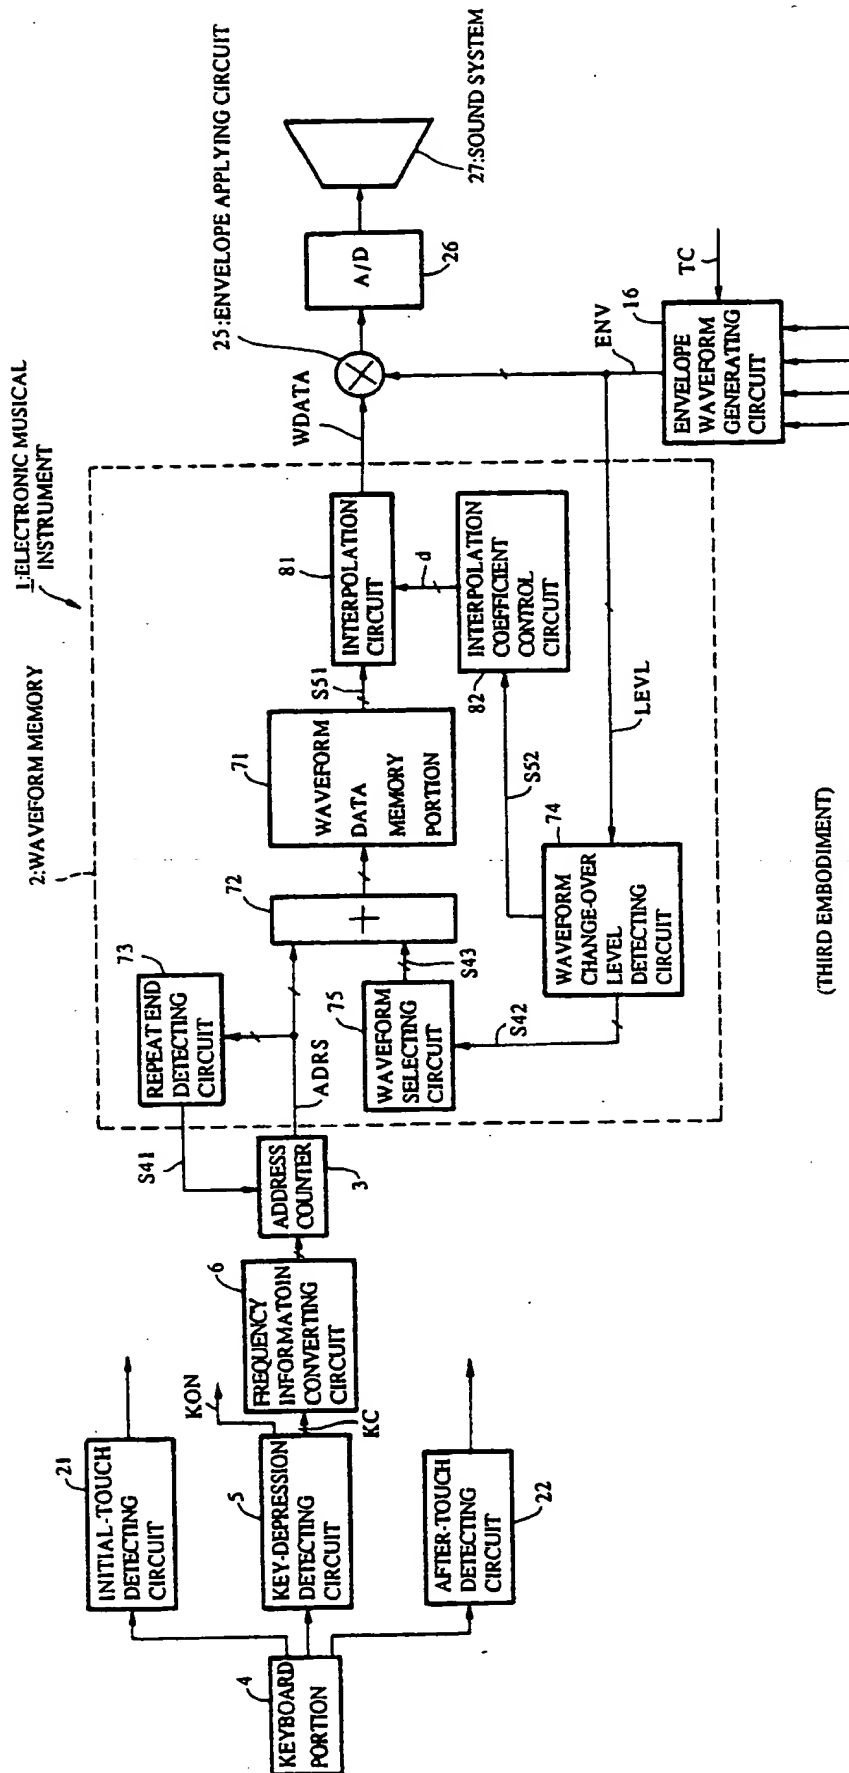 1:ELECTRONIC MUSICAL
INSTRUMENT
2:WAVEFORM MEMORY
25:ENVELOPE APPLYING CIRCUIT
27:SOUND SYSTEM
4
KEYBOARD
PORTION
21
INITIAL-TOUCH
DETECTING
CIRCUIT
5
KEY-DEPRESSION
DETECTING
CIRCUIT
22
AFTER-TOUCH
DETECTING
CIRCUIT
KON
KC
6
FREQUENCY
INFORMATOIN
CONVERTING
CIRCUIT
3
ADDRESS
COUNTER
S41
ADRS
73
REPEAT END
DETECTING
CIRCUIT
75
WAVEFORM
SELECTING
CIRCUIT
S42
S43
72
+
71
WAVEFORM
DATA
MEMORY
PORTION
S51
74
WAVEFORM
CHANGE-OVER
LEVEL
DETECTING
CIRCUIT
S52
81
INTERPOLATION
CIRCUIT
d
82
INTERPOLATION
COEFFICIENT
CONTROL
CIRCUIT
LEVL
WDATA
A/D
26
ENV
16
ENVELOPE
WAVEFORM
GENERATING
CIRCUIT
TC
(THIRD EMBODIMENT)